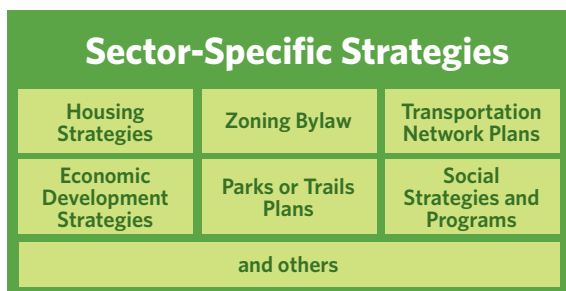 Sector-Specific Strategies
Housing
Strategies
Zoning Bylaw
Transportation
Network Plans
Economic
Development
Strategies
Parks or Trails
Plans
Social
Strategies and
Programs
and others